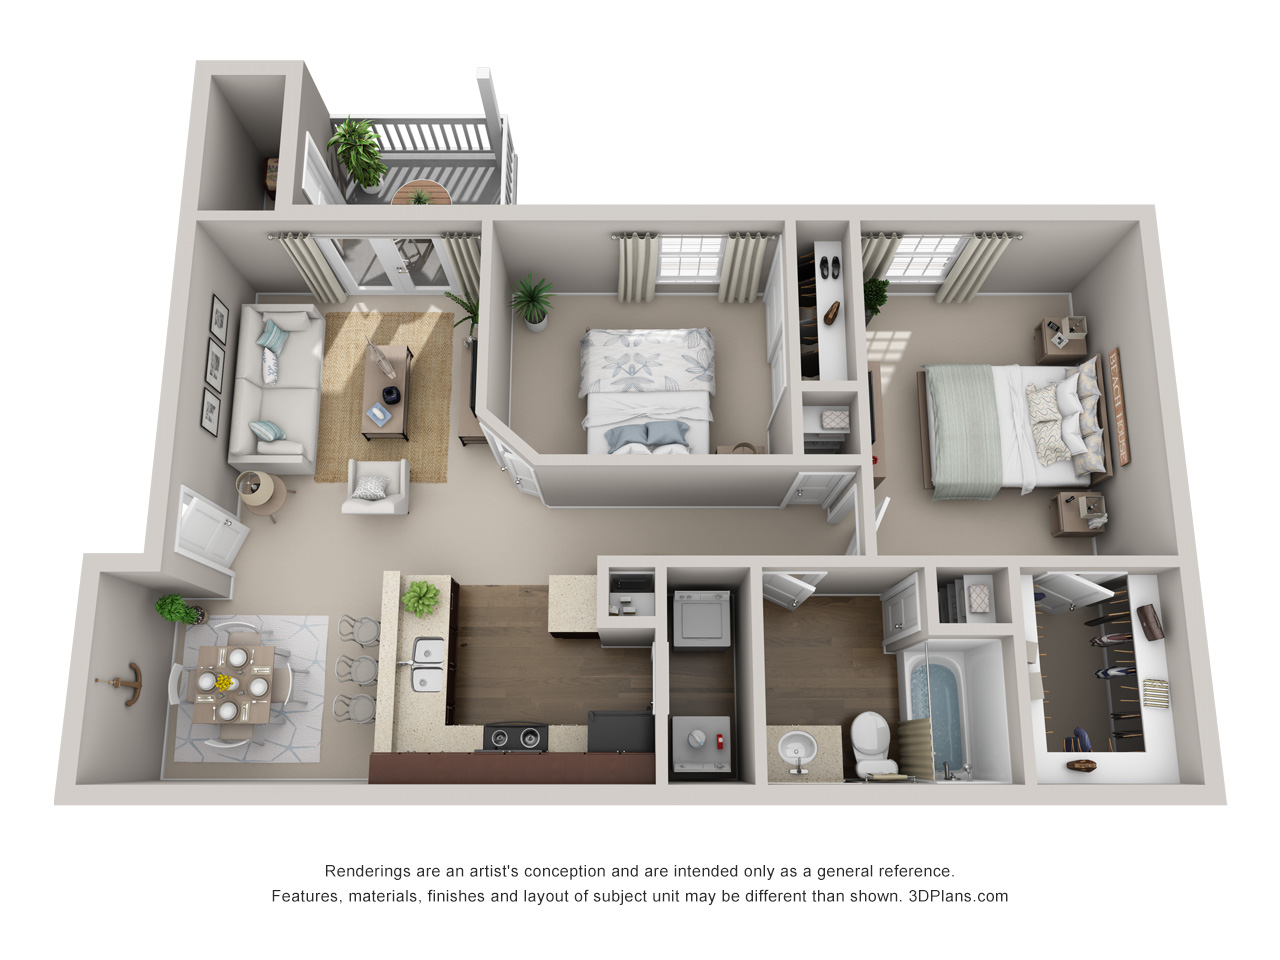 BEACH HOUSE
Renderings are an artist's conception and are intended only as a general reference.
Features, materials, finishes and layout of subject unit may be different than shown. 3DPlans.com